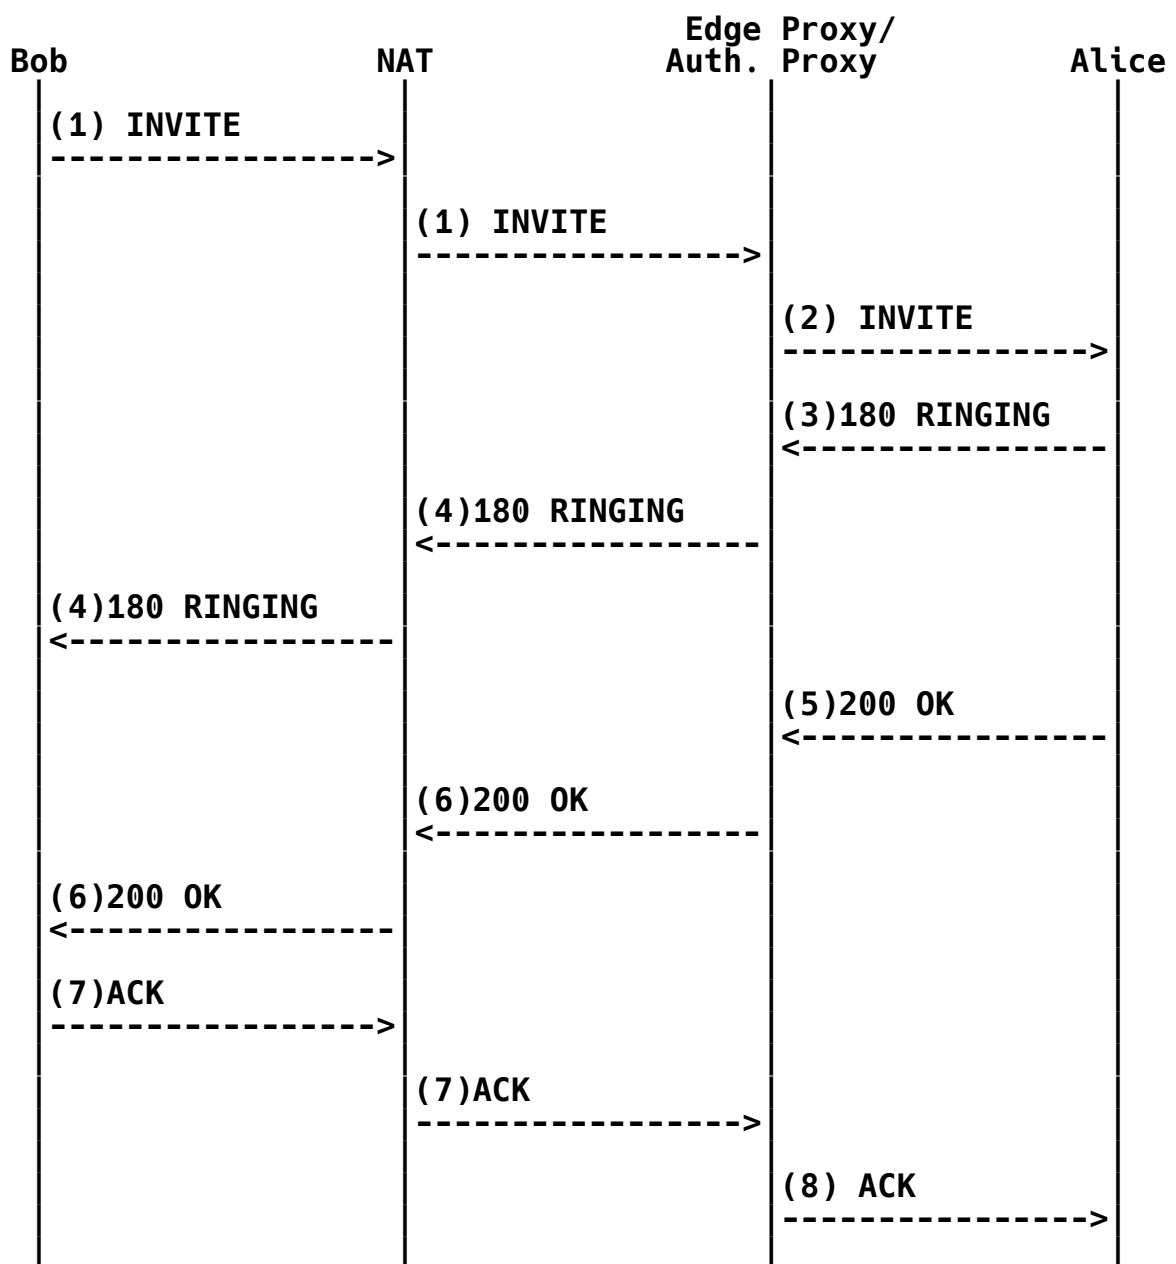 Edge Proxy/
Bob NAT Auth. Proxy Alice
(1) INVITE
----------------->
(1) INVITE
----------------->
(2) INVITE
---------------->
(3)180 RINGING
<----------------
(4)180 RINGING
<-----------------
(4)180 RINGING
<-----------------
(5)200 OK
<----------------
(6)200 OK
<-----------------
(6)200 OK
<-----------------
(7)ACK
----------------->
(7)ACK
----------------->
(8) ACK
---------------->